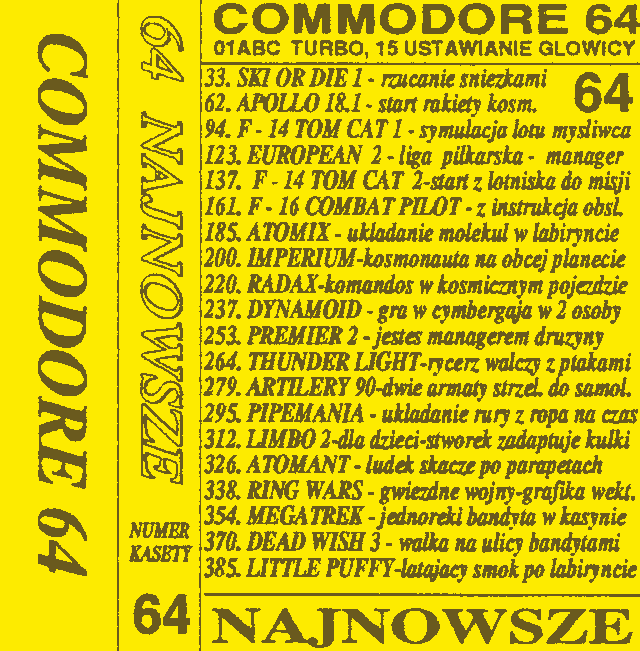 COMMODORE 64
64 NAJNOWSZE
NUMER
KASETY
64
COMMODORE 64
01ABC TURBO, 15 USTAWIANIE GLOWICY
64
33. SKI OR DIE 1 - rzucanie sniezkami
62. APOLLO 18.1 - start rakiety kosm.
94. F - 14 TOM CAT 1 - symulacja lotu mysliwca
123. EUROPEAN 2 - liga pilkarska - manager
137. F - 14 TOM CAT 2-start z lotniska do misji
161. F - 16 COMBAT PILOT - z instrukcja obsl.
185. ATOMIX - ukladanie molekul w labiryncie
200. IMPERIUM-kosmonauta na obcej planecie
220. RADAX-komandos w kosmicznym pojezdzie
237. DYNAMOID - gra w cymbergaja w 2 osoby
253. PREMIER 2 - jestes managerem druzyny
264. THUNDER LIGHT-rycerz walczy z ptakami
279. ARTILERY 90-dwie armaty strzel. do samol.
295. PIPEMANIA - ukladanie rury z ropa na czas
312. LIMBO 2-dla dzieci-stworek zadaptuje kulki
326. ATOMANT - ludek skacze po parapetach
338. RING WARS - gwiezdne wojny-grafika wekt.
354. MEGATREK - jednoreki bandyta w kasynie
370. DEAD WISH 3 - walka na ulicy bandytami
385. LITTLE PUFFY-latajacy smok po labiryncie
NAJNOWSZE